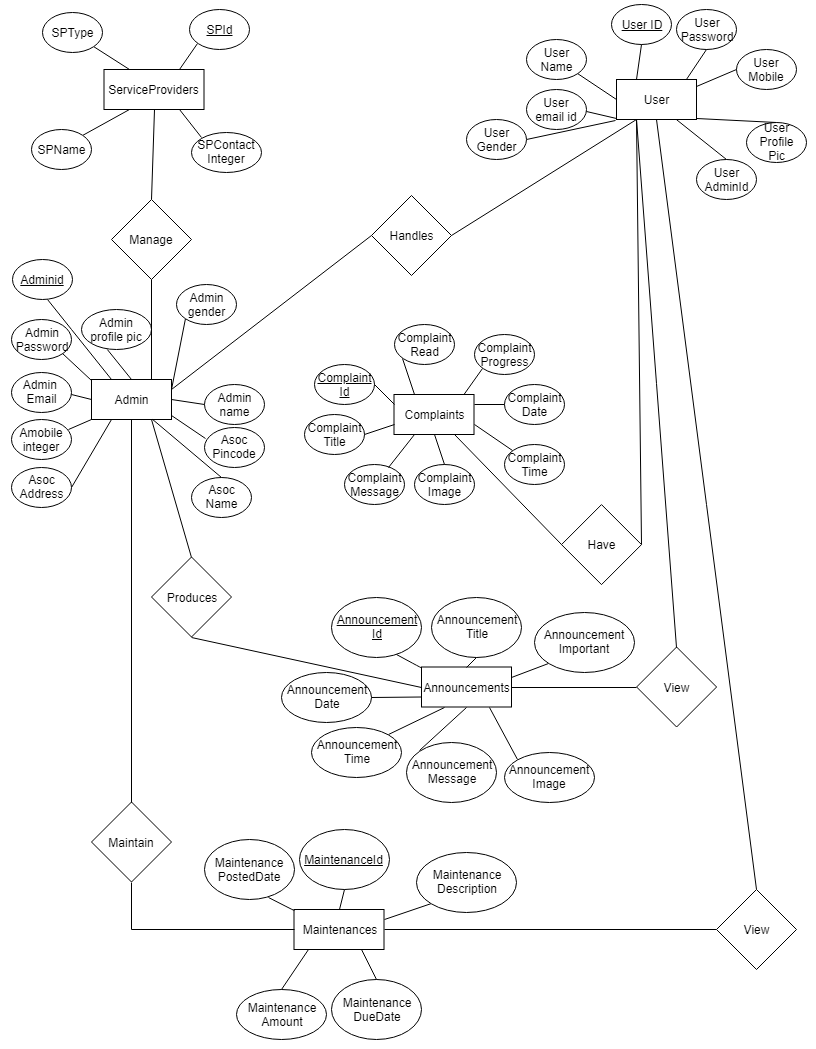 SPType
SPId
ServiceProviders
SPName
SPContact
Integer
User ID
User
Password
User
Name
User
Mobile
User
User
email id
User
Gender
User
Profile
Pic
User
AdminId
Manage
Handles
Adminid
Admin
gender
Admin
profile pic
Admin
Password
Admin
Email
Admin
Admin
name
Amobile
integer
Asoc
Pincode
Asoc
Address
Asoc
Name
Complaint
Read
Complaint
Progress
Complaint
Id
Complaint
Date
Complaints
Complaint
Title
Complaint
Time
Complaint
Message
Complaint
Image
Have
Produces
Announcement
Id
Announcement
Title
Announcement
Important
Announcements
View
Announcement
Date
Announcement
Time
Announcement
Message
Announcement
Image
Maintain
Maintenance
PostedDate
MaintenanceId
Maintenance
Description
Maintenances
View
Maintenance
Amount
Maintenance
DueDate